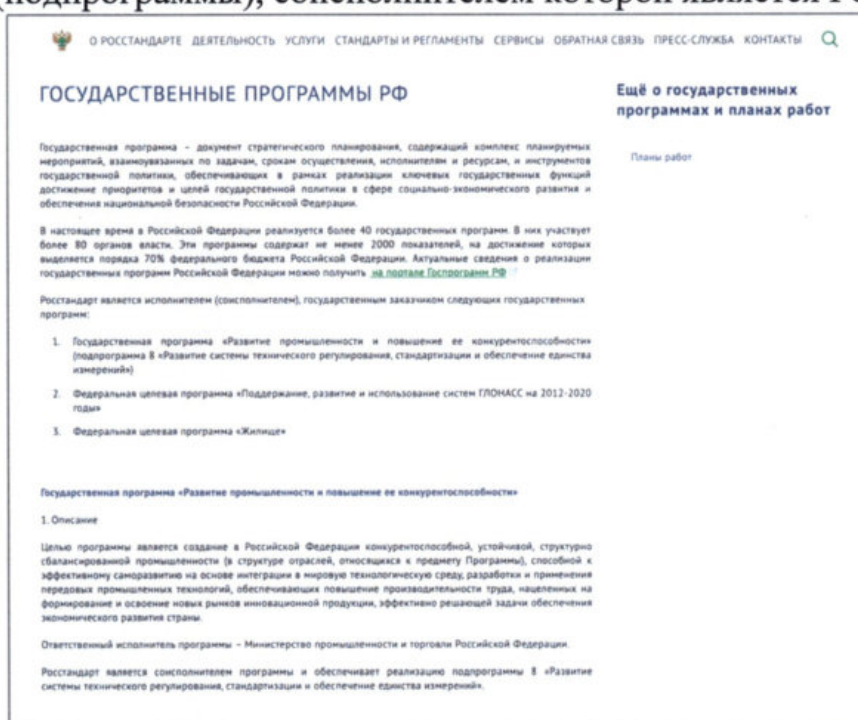 (подпрограммы), соисполнителем которой является
О РОССТАНДАРТЕ ДЕЯТЕЛЬНОСТЬ УСЛУГИ СТАНДАРТЫ И РЕГЛАМЕНТЫ СЕРВИСЫ ОБРАТНАЯ СВЯЗЬ ПРЕСС-СЛУЖБА КОНТАКТЫ
ГОСУДАРСТВЕННЫЕ ПРОГРАММЫ РФ
Государственная программа – документ стратегического планирования, содержащий комплекс планируемых
мероприятий, взаимоувязанных по задачам, срокам осуществления, исполнителям и ресурсам, и инструментов
государственной политики, обеспечивающих в рамках реализации ключевых государственных функций
достижение приоритетов и целей государственной политики в сфере социально-экономического развития и
обеспечения национальной безопасности Российской Федерации.
В настоящее время в Российской Федерации реализуется более 40 государственных программ. В них участвует
более 80 органов власти. Эти программы содержат не менее 2000 показателей, на достижение которых
выделяется порядка 70% федерального бюджета Российской Федерации. Актуальные сведения о реализации
государственных программ Российской Федерации можно получить на портале Госпрограмм РФ
Росстандарт является исполнителем (соисполнителем), государственным заказчиком следующих государственных
программ:
1. Государственная программа «Развитие промышленности и повышение ее конкурентоспособности»
(подпрограмма 8 «Развитие системы технического регулирования, стандартизации и обеспечение единства
измерений»)
2. Федеральная целевая программа «Поддержание, развитие и использование систем ГЛОНАСС на 2012-2020
годы»
3. Федеральная целевая программа «Жилище»
Государственная программа «Развитие промышленности и повышение ее конкурентоспособности»
1. Описание
Целью программы является создание в Российской Федерации конкурентоспособной, устойчивой, структурно
сбалансированной промышленности (в структуре отраслей, относящихся к предмету Программы), способной к
эффективному саморазвитию на основе интеграции в мировую технологическую среду, разработки и применения
передовых промышленных технологий, обеспечивающих повышение производительности труда, нацеленных на
формирование и освоение новых рынков инновационной продукции, эффективно решающей задачи обеспечения
экономического развития страны.
Ответственный исполнитель программы – Министерство промышленности и торговли Российской Федерации.
Росстандарт является соисполнителем программы и обеспечивает реализацию подпрограммы 8 «Развитие
системы технического регулирования, стандартизации и обеспечение единства измерений».
Ещё о государственных
программах и планах работ
Планы работ